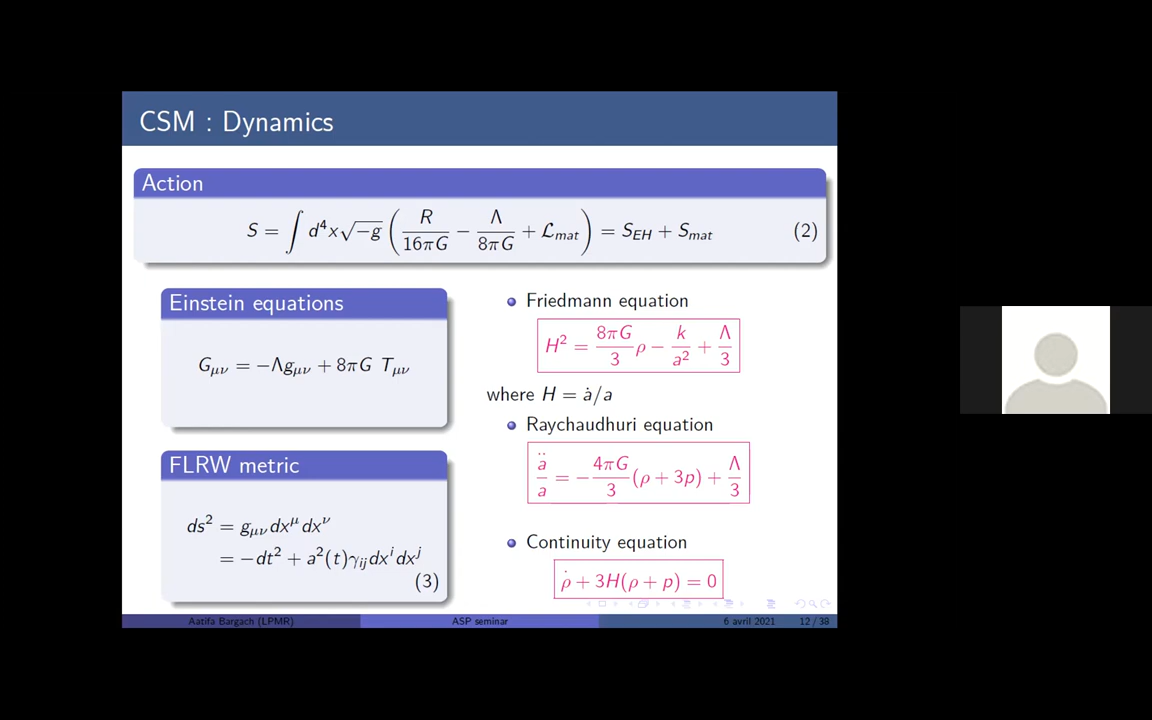 CSM : Dynamics
Action
S = ∫ d⁴x√−g ( R/16πG − Λ/8πG + ℒ_mat ) = S_EH + S_mat (2)
Einstein equations
G_μν = −Λg_μν + 8πG T_μν
FLRW metric
ds² = g_μν dx^μ dx^ν
= −dt² + a²(t)γ_ij dx^i dx^j
(3)
Friedmann equation
H² = 8πG/3 ρ − k/a² + Λ/3
where H = ȧ/a
Raychaudhuri equation
ä/a = −4πG/3 (ρ + 3p) + Λ/3
Continuity equation
ρ̇ + 3H(ρ + p) = 0
Aatifa Bargach (LPMR) ASP seminar 6 avril 2021 12 / 38